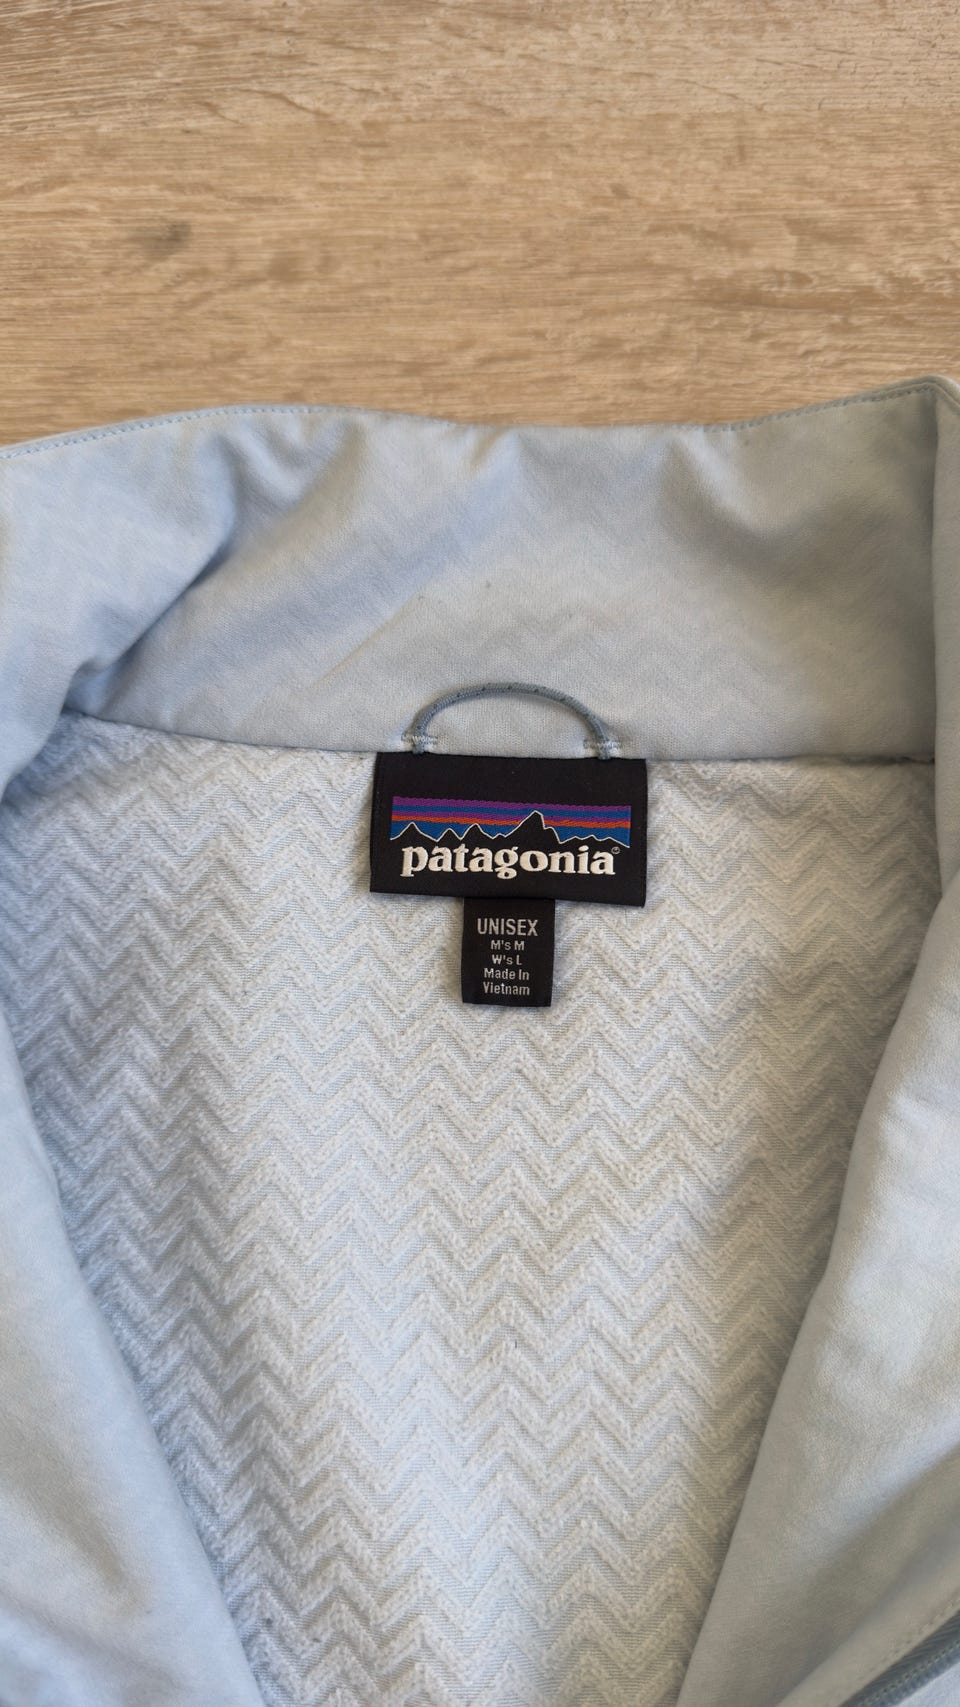 patagonia®
UNISEX
M's M
W's L
Made In
Vietnam